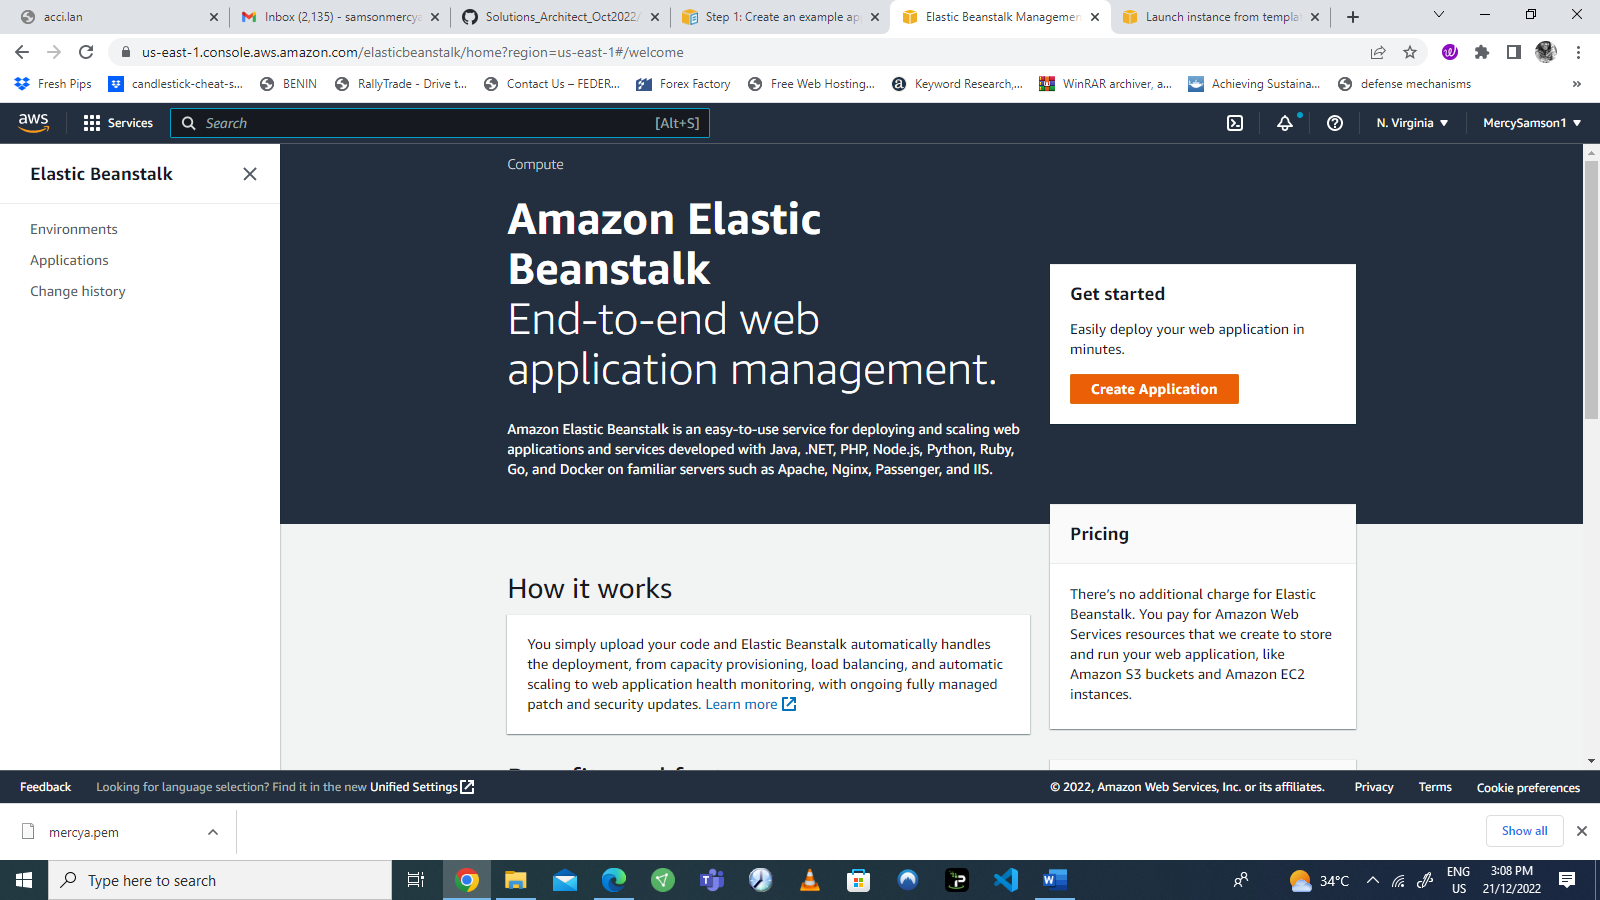 acci.lan
Inbox (2,135) - samsonmercya
Solutions_Architect_Oct2022/
Step 1: Create an example ap
Elastic Beanstalk Managemen
Launch instance from templa
us-east-1.console.aws.amazon.com/elasticbeanstalk/home?region=us-east-1#/welcome
Fresh Pips
candlestick-cheat-s...
BENIN
RallyTrade - Drive t...
Contact Us – FEDER...
Forex Factory
Free Web Hosting...
Keyword Research,...
WinRAR archiver, a...
Achieving Sustaina...
defense mechanisms
»
aws
Services
Search
[Alt+S]
N. Virginia
MercySamson1
Elastic Beanstalk
Environments
Applications
Change history
Compute
Amazon Elastic
Beanstalk
End-to-end web
application management.
Amazon Elastic Beanstalk is an easy-to-use service for deploying and scaling web
applications and services developed with Java, .NET, PHP, Node.js, Python, Ruby,
Go, and Docker on familiar servers such as Apache, Nginx, Passenger, and IIS.
Get started
Easily deploy your web application in
minutes.
Create Application
Pricing
There's no additional charge for Elastic
Beanstalk. You pay for Amazon Web
Services resources that we create to store
and run your web application, like
Amazon S3 buckets and Amazon EC2
instances.
How it works
You simply upload your code and Elastic Beanstalk automatically handles
the deployment, from capacity provisioning, load balancing, and automatic
scaling to web application health monitoring, with ongoing fully managed
patch and security updates. Learn more
Feedback
Looking for language selection? Find it in the new Unified Settings
© 2022, Amazon Web Services, Inc. or its affiliates.
Privacy
Terms
Cookie preferences
mercya.pem
Show all
Type here to search
34°C
ENG
US
3:08 PM
21/12/2022